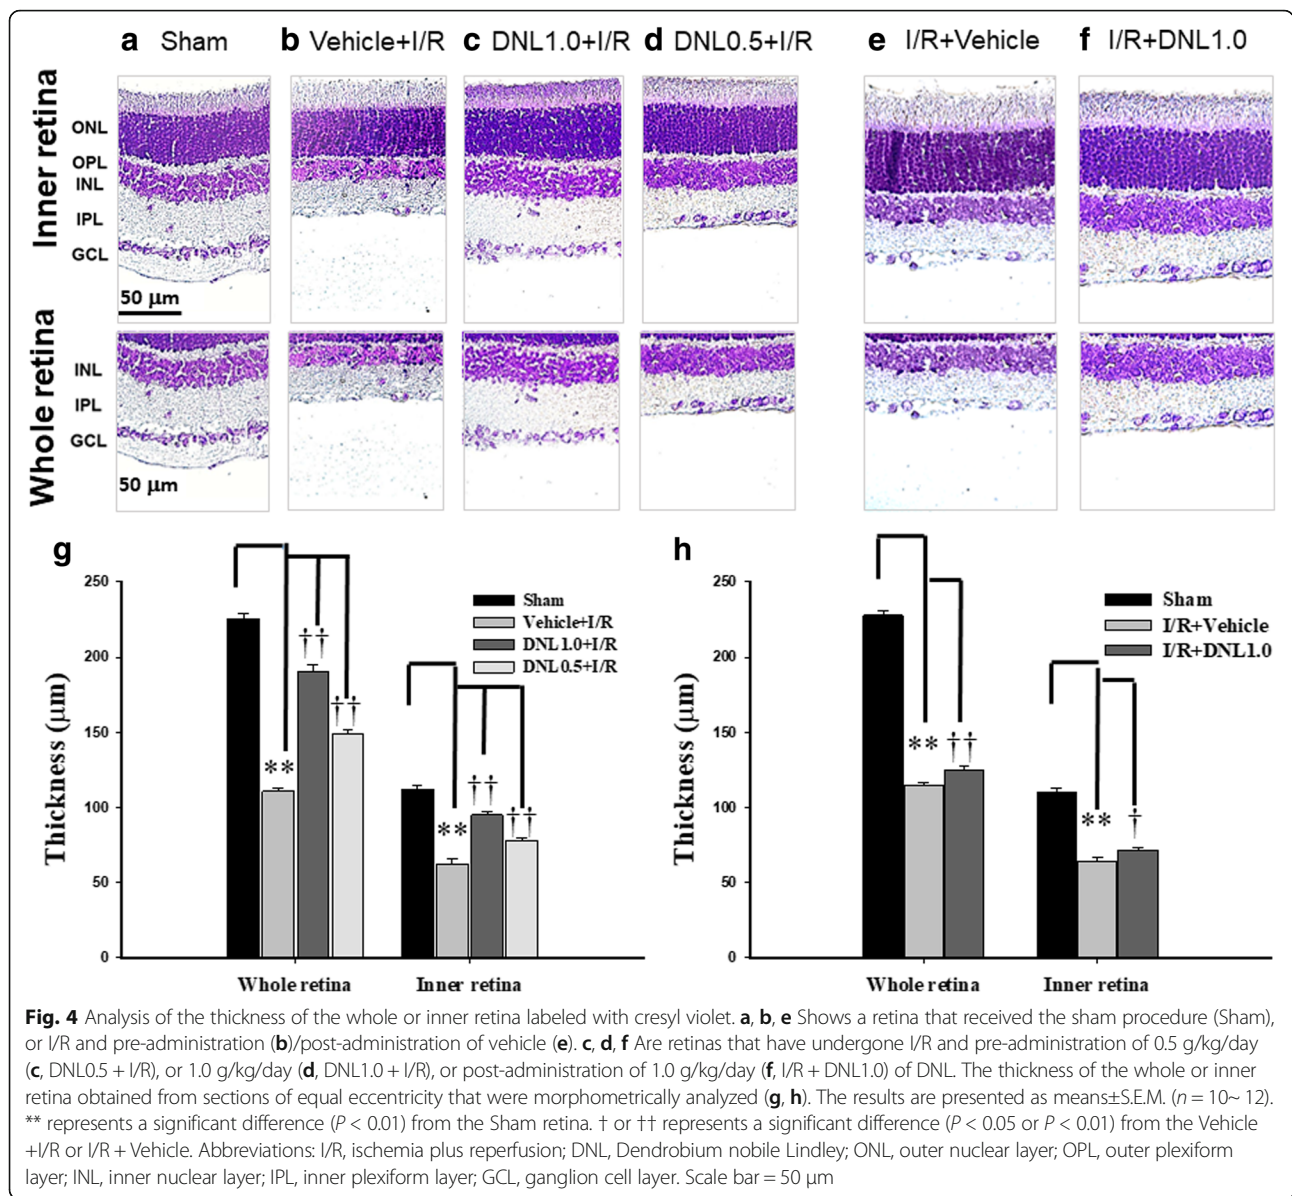 a Sham b Vehicle+I/R c DNL1.0+I/R d DNL0.5+I/R e I/R+Vehicle f I/R+DNL1.0
Inner retina
ONL
OPL
INL
IPL
GCL
50 μm
Whole retina
INL
IPL
GCL
50 μm
g
250
200
150
100
50
0
Thickness (μm)
Sham
Vehicle+I/R
DNL1.0+I/R
DNL0.5+I/R
**
††
††
**
††
††
Whole retina Inner retina
h
250
200
150
100
50
0
Thickness (μm)
Sham
I/R+Vehicle
I/R+DNL1.0
**
††
**
†
Whole retina Inner retina
Fig. 4 Analysis of the thickness of the whole or inner retina labeled with cresyl violet. a, b, e Shows a retina that received the sham procedure (Sham),
or I/R and pre-administration (b)/post-administration of vehicle (e). c, d, f Are retinas that have undergone I/R and pre-administration of 0.5 g/kg/day
(c, DNL0.5 + I/R), or 1.0 g/kg/day (d, DNL1.0 + I/R), or post-administration of 1.0 g/kg/day (f, I/R + DNL1.0) of DNL. The thickness of the whole or inner
retina obtained from sections of equal eccentricity that were morphometrically analyzed (g, h). The results are presented as means±S.E.M. (n = 10~ 12).
** represents a significant difference (P < 0.01) from the Sham retina. † or †† represents a significant difference (P < 0.05 or P < 0.01) from the Vehicle
+I/R or I/R + Vehicle. Abbreviations: I/R, ischemia plus reperfusion; DNL, Dendrobium nobile Lindley; ONL, outer nuclear layer; OPL, outer plexiform
layer; INL, inner nuclear layer; IPL, inner plexiform layer; GCL, ganglion cell layer. Scale bar = 50 μm